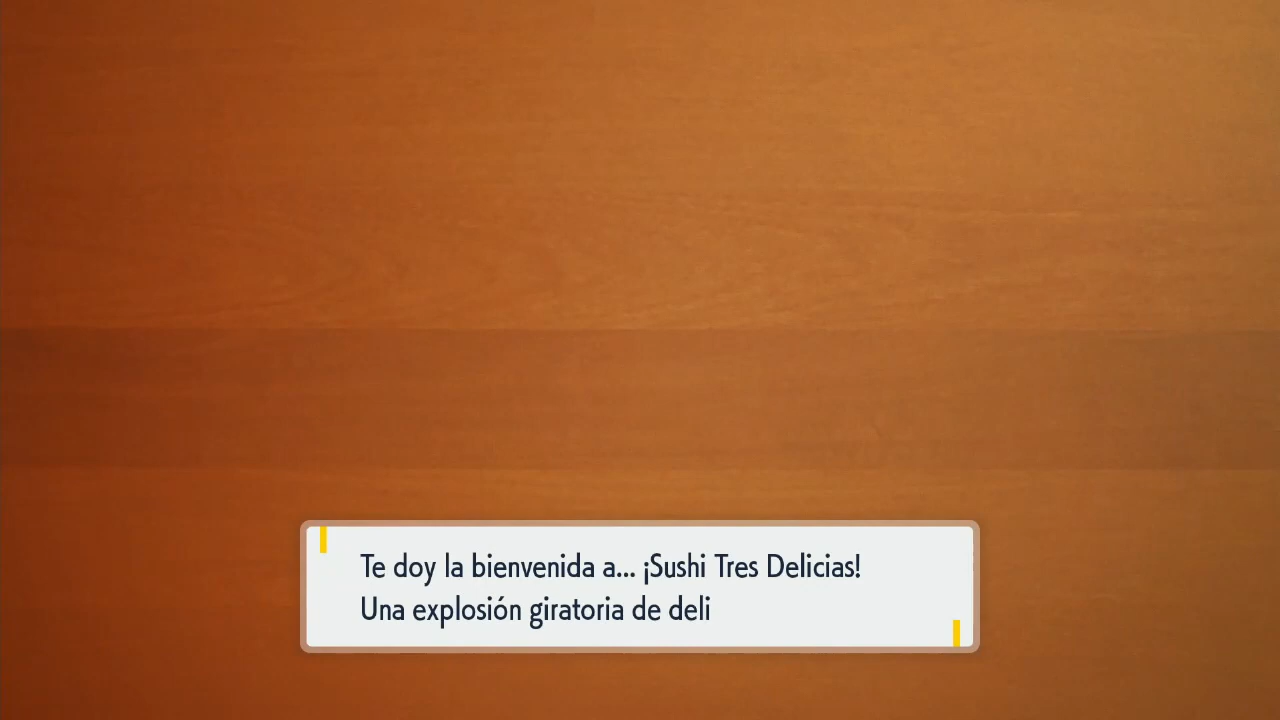 Te doy la bienvenida a... ¡Sushi Tres Delicias!
Una explosión giratoria de deli